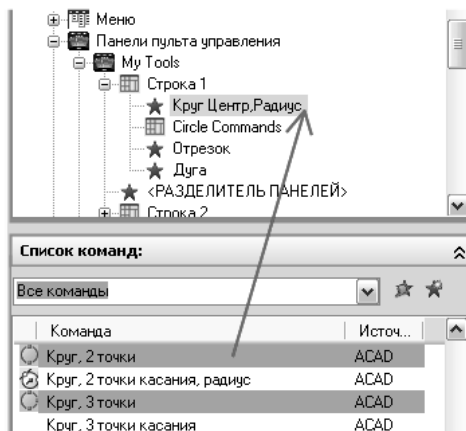 Меню
Панели пульта управления
My Tools
Строка 1
Круг Центр,Радиус
Circle Commands
Отрезок
Дуга
<РАЗДЕЛИТЕЛЬ ПАНЕЛЕЙ>
Строка 2
Список команд:
Все команды
Команда Источ...
Круг, 2 точки ACAD
Круг, 2 точки касания, радиус ACAD
Круг, 3 точки ACAD
Круг, 3 точки касания ACAD